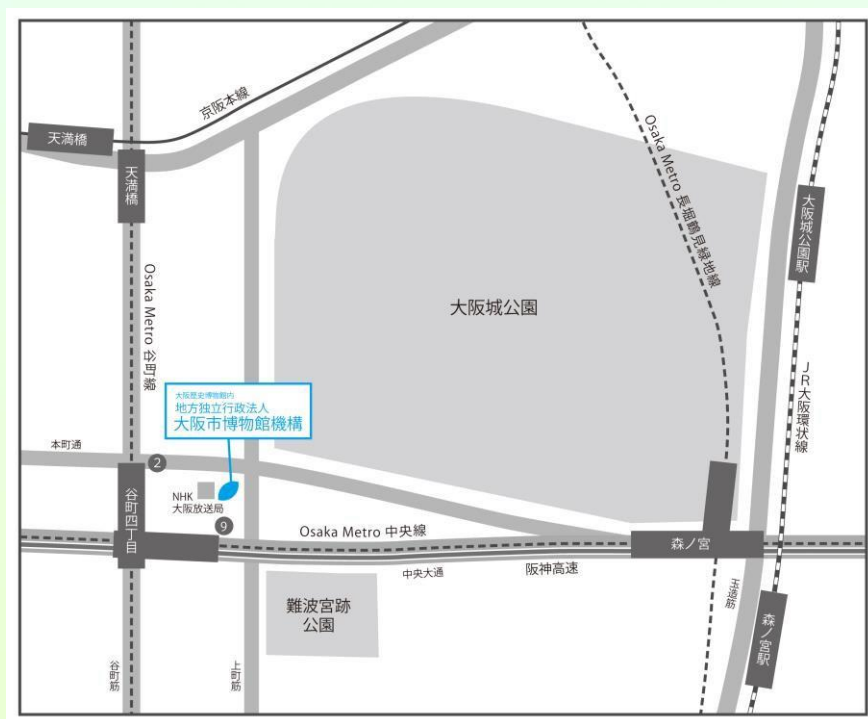 京阪本線
天満橋
天満橋
Osaka Metro 長堀鶴見緑地線
大阪城公園駅
Osaka Metro 谷町線
大阪城公園
JR大阪環状線
大阪歴史博物館内
地方独立行政法人
大阪市博物館機構
本町通
2
谷町四丁目
NHK
大阪放送局
9
Osaka Metro 中央線
森ノ宮
中央大通
阪神高速
玉造筋
難波宮跡
公園
森ノ宮駅
谷町筋
上町筋